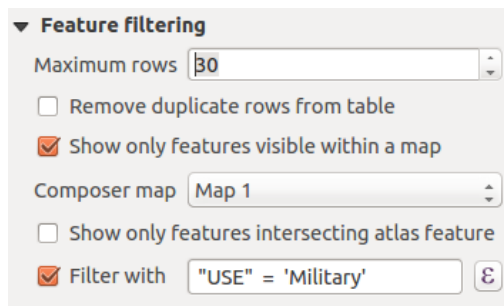 Feature filtering
Maximum rows 30
Remove duplicate rows from table
Show only features visible within a map
Composer map Map 1
Show only features intersecting atlas feature
Filter with "USE" = 'Military' ε